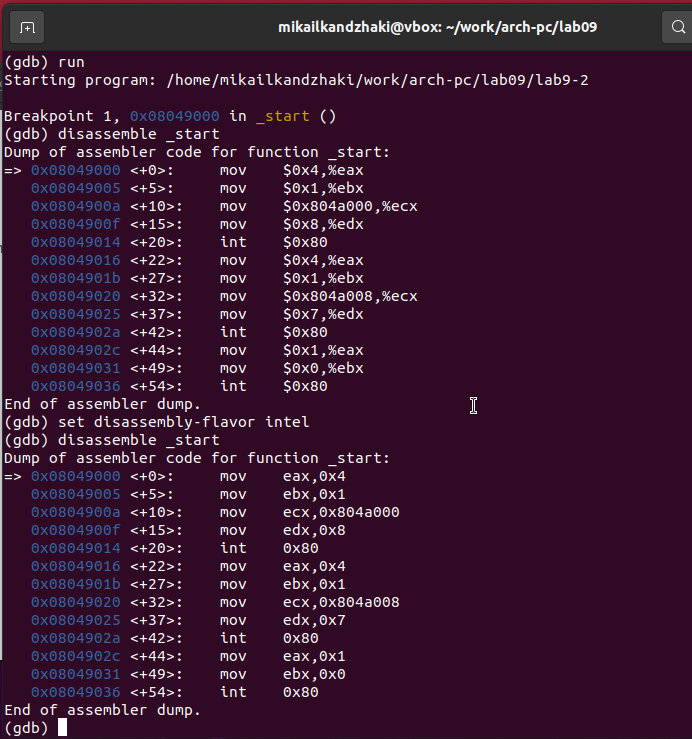 mikailkandzhaki@vbox: ~/work/arch-pc/lab09
(gdb) run
Starting program: /home/mikailkandzhaki/work/arch-pc/lab09/lab9-2
Breakpoint 1, 0x08049000 in _start ()
(gdb) disassemble _start
Dump of assembler code for function _start:
=> 0x08049000 <+0>:     mov    $0x4,%eax
   0x08049005 <+5>:     mov    $0x1,%ebx
   0x0804900a <+10>:    mov    $0x804a000,%ecx
   0x0804900f <+15>:    mov    $0x8,%edx
   0x08049014 <+20>:    int    $0x80
   0x08049016 <+22>:    mov    $0x4,%eax
   0x0804901b <+27>:    mov    $0x1,%ebx
   0x08049020 <+32>:    mov    $0x804a008,%ecx
   0x08049025 <+37>:    mov    $0x7,%edx
   0x0804902a <+42>:    int    $0x80
   0x0804902c <+44>:    mov    $0x1,%eax
   0x08049031 <+49>:    mov    $0x0,%ebx
   0x08049036 <+54>:    int    $0x80
End of assembler dump.
(gdb) set disassembly-flavor intel
(gdb) disassemble _start
Dump of assembler code for function _start:
=> 0x08049000 <+0>:     mov    eax,0x4
   0x08049005 <+5>:     mov    ebx,0x1
   0x0804900a <+10>:    mov    ecx,0x804a000
   0x0804900f <+15>:    mov    edx,0x8
   0x08049014 <+20>:    int    0x80
   0x08049016 <+22>:    mov    eax,0x4
   0x0804901b <+27>:    mov    ebx,0x1
   0x08049020 <+32>:    mov    ecx,0x804a008
   0x08049025 <+37>:    mov    edx,0x7
   0x0804902a <+42>:    int    0x80
   0x0804902c <+44>:    mov    eax,0x1
   0x08049031 <+49>:    mov    ebx,0x0
   0x08049036 <+54>:    int    0x80
End of assembler dump.
(gdb)